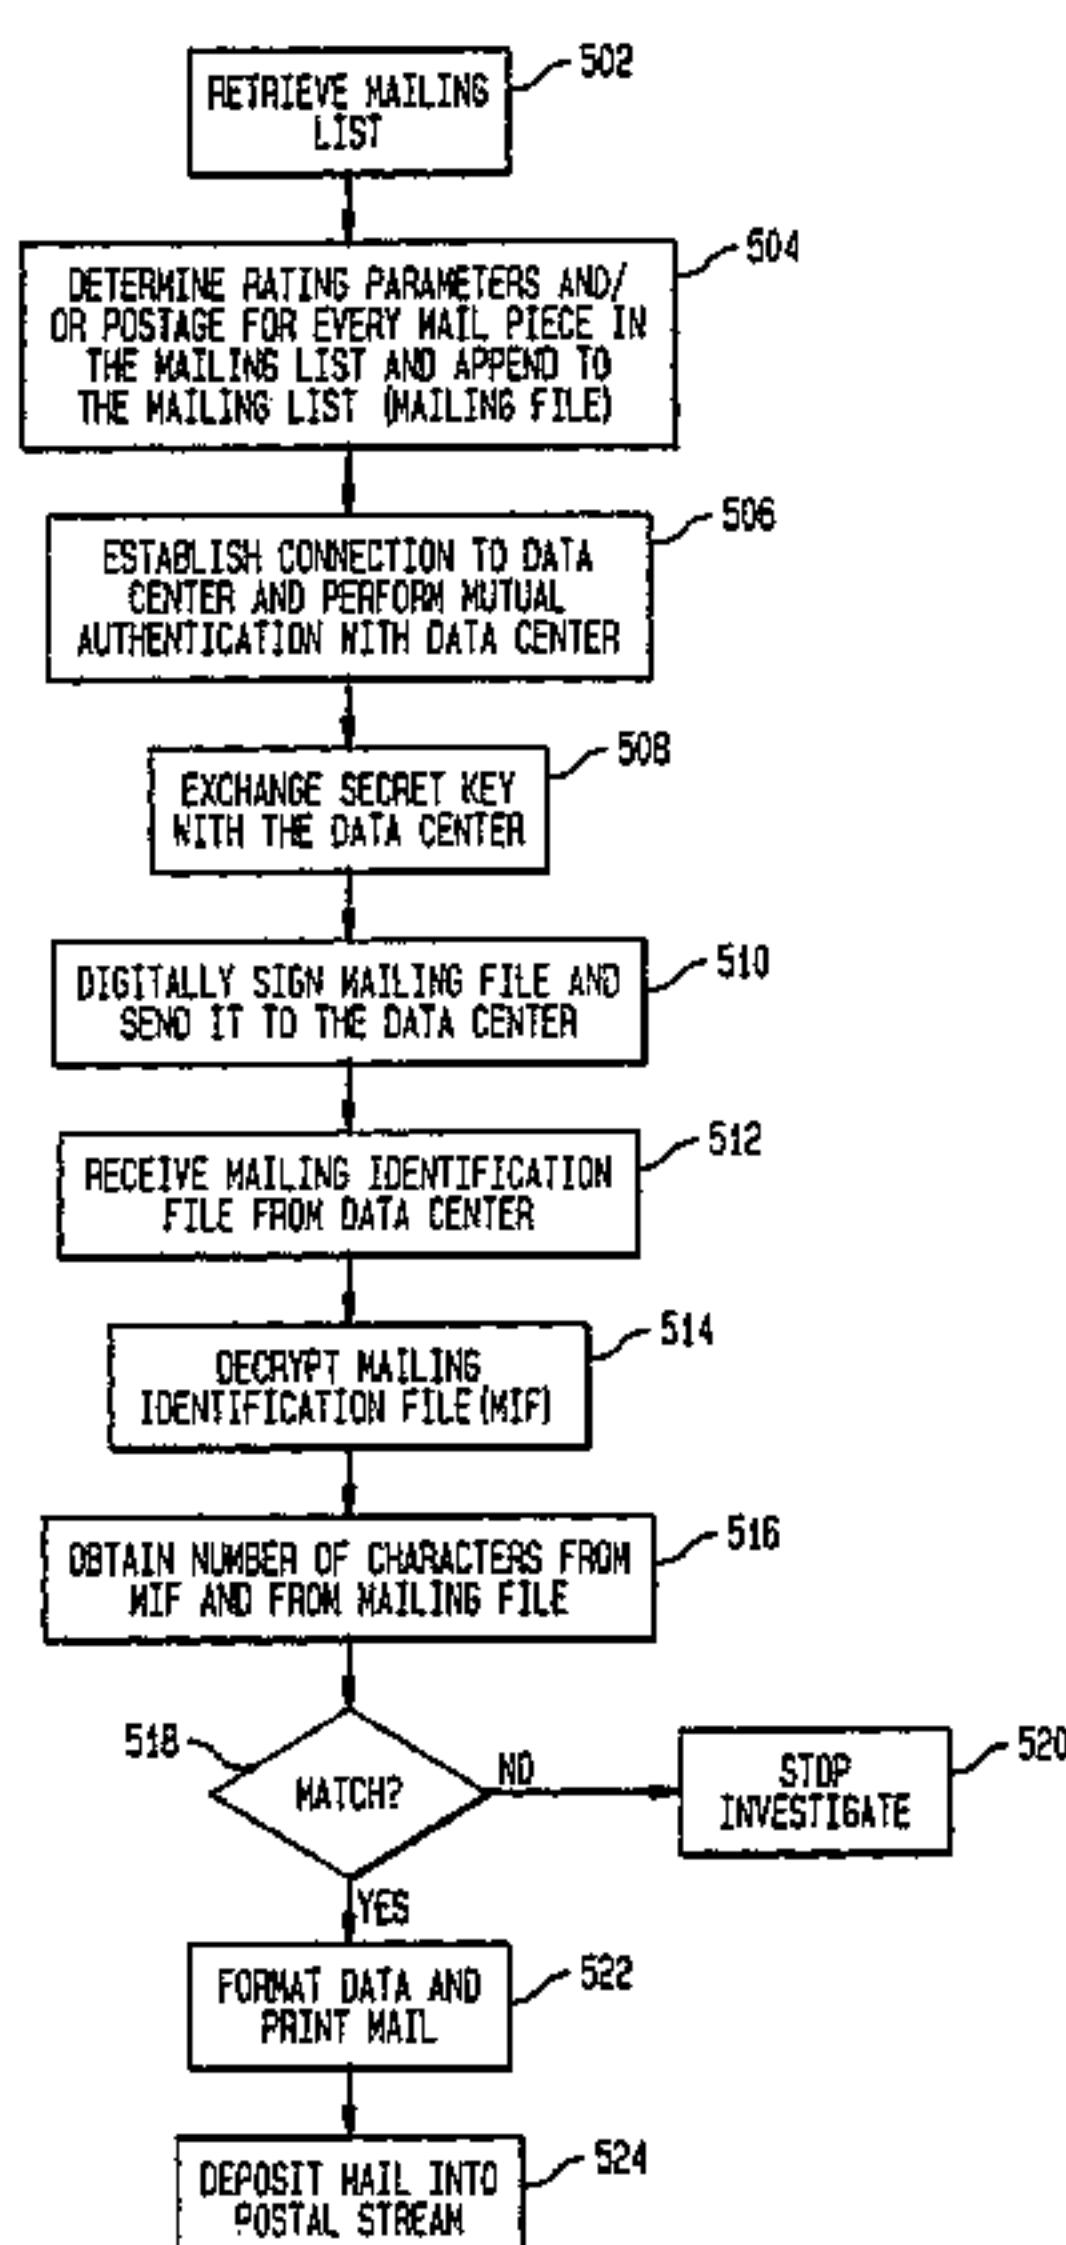 RETRIEVE MAILING
LIST
502
DETERMINE RATING PARAMETERS AND/
OR POSTAGE FOR EVERY MAIL PIECE IN
THE MAILING LIST AND APPEND TO
THE MAILING LIST (MAILING FILE)
504
ESTABLISH CONNECTION TO DATA
CENTER AND PERFORM MUTUAL
AUTHENTICATION WITH DATA CENTER
506
EXCHANGE SECRET KEY
WITH THE DATA CENTER
508
DIGITALLY SIGN MAILING FILE AND
SEND IT TO THE DATA CENTER
510
RECEIVE MAILING IDENTIFICATION
FILE FROM DATA CENTER
512
DECRYPT MAILING
IDENTIFICATION FILE (MIF)
514
OBTAIN NUMBER OF CHARACTERS FROM
MIF AND FROM MAILING FILE
516
518
MATCH?
NO
STOP
INVESTIGATE
520
YES
FORMAT DATA AND
PRINT MAIL
522
DEPOSIT MAIL INTO
POSTAL STREAM
524